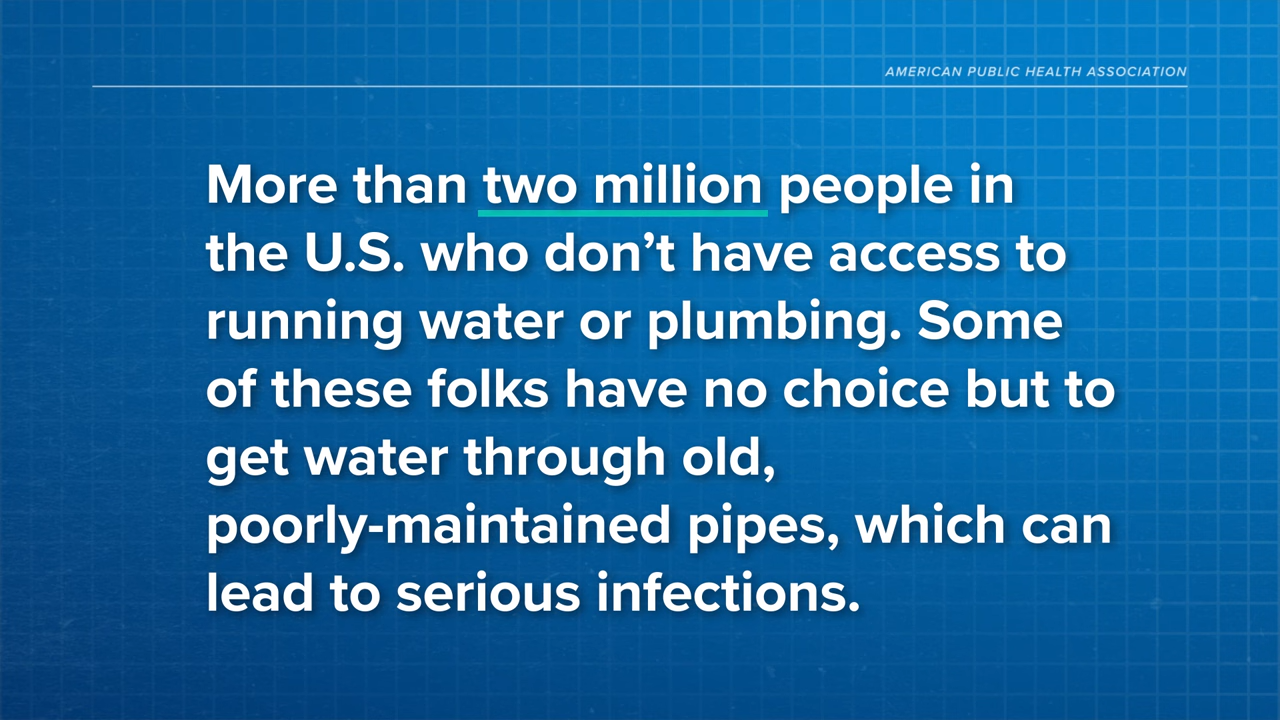 AMERICAN PUBLIC HEALTH ASSOCIATION
More than two million people in
the U.S. who don’t have access to
running water or plumbing. Some
of these folks have no choice but to
get water through old,
poorly-maintained pipes, which can
lead to serious infections.